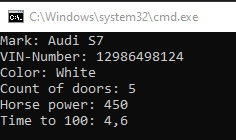 C:\Windows\system32\cmd.exe
Mark: Audi S7
VIN-Number: 12986498124
Color: White
Count of doors: 5
Horse power: 450
Time to 100: 4,6